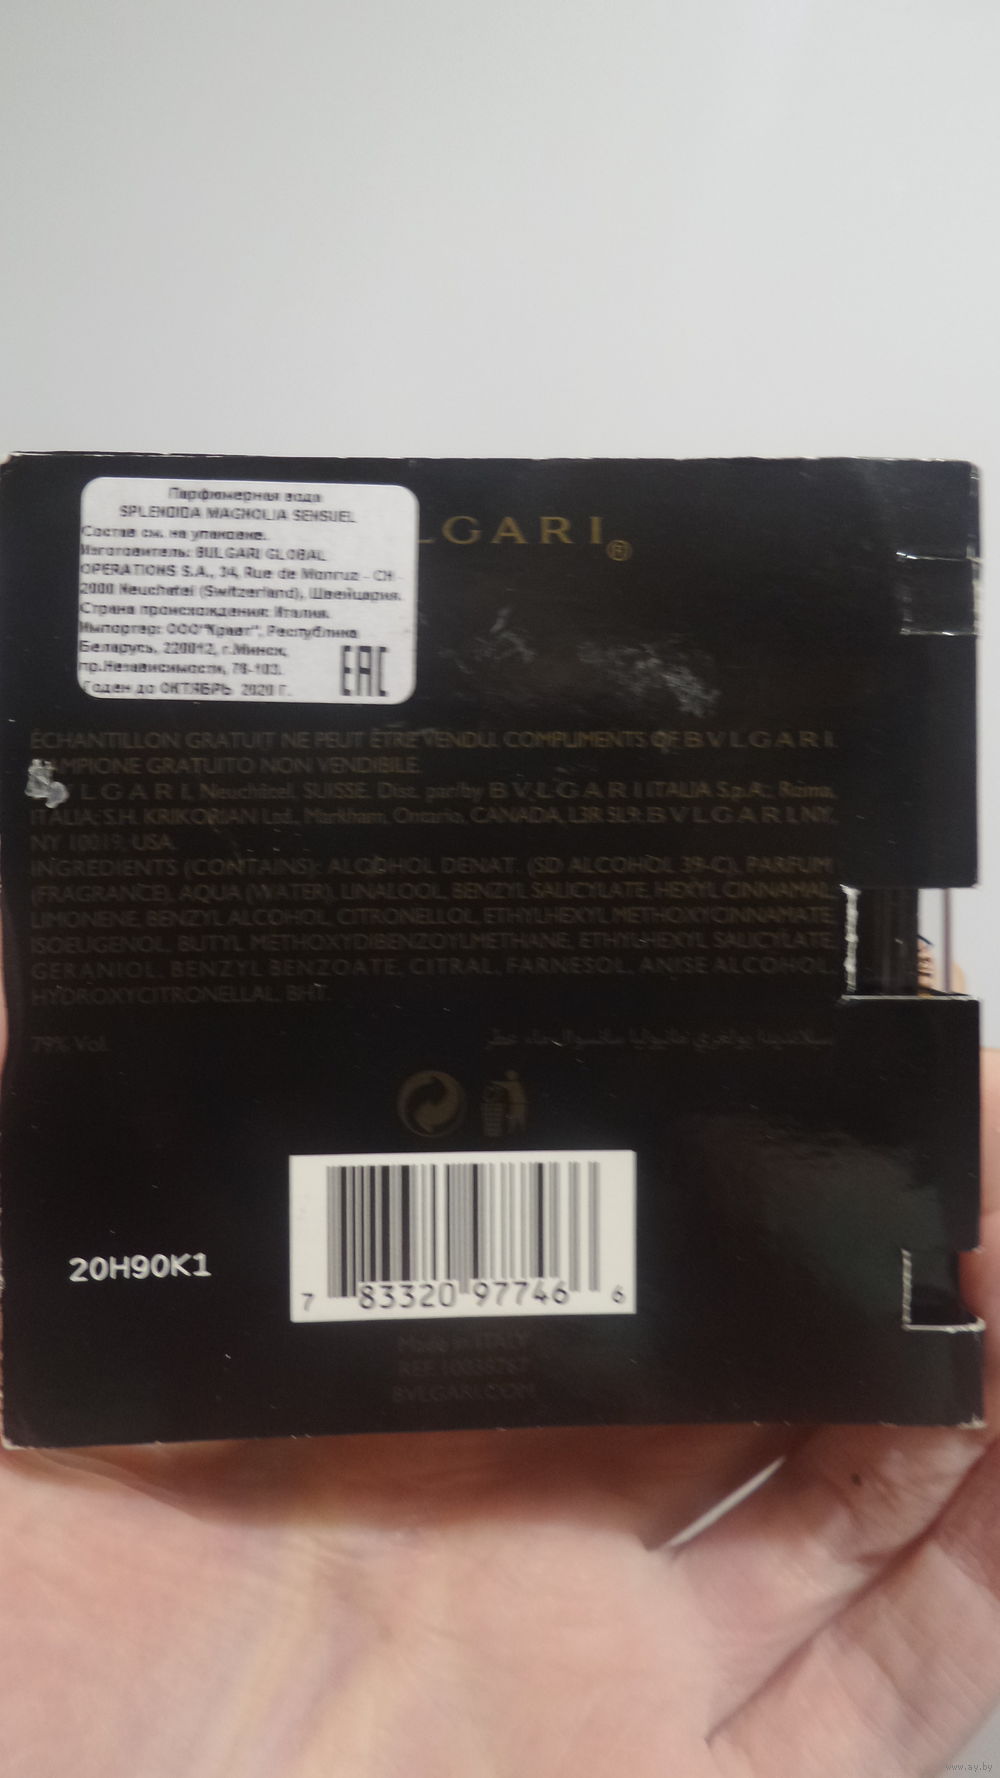 Парфюмерная вода
SPLENDIDA MAGNOLIA SENSUEL
Состав см. на упаковке.
Изготовитель: BULGARI GLOBAL
OPERATIONS S.A., 34, Rue de Monruz - CH -
2000 Neuchatel (Switzerland), Швейцария.
Страна происхождения: Италия.
Импортер: ООО"Крават", Республика
Беларусь, 220012, г.Минск,
пр.Независимости, 78-103.
Годен до ОКТЯБРЬ 2020 г.
EAC
LGARI®
ÉCHANTILLON GRATUIT NE PEUT ÊTRE VENDU. COMPLIMENTS OF BVLGARI.
AMPIONE GRATUITO NON VENDIBILE.
LGARI, Neuchâtel, SUISSE. Dist. par/by BVLGARI ITALIA S.p.A.; Roma,
ITALIA; S.H. KRIKORIAN Ltd., Markham, Ontario, CANADA, L3R 5L9; BVLGARI NY,
NY 10019, USA.
INGREDIENTS (CONTAINS): ALCOHOL DENAT. (SD ALCOHOL 39-C), PARFUM
(FRAGRANCE), AQUA (WATER), LINALOOL, BENZYL SALICYLATE, HEXYL CINNAMAL,
LIMONENE, BENZYL ALCOHOL, CITRONELLOL, ETHYLHEXYL METHOXYCINNAMATE,
ISOEUGENOL, BUTYL METHOXYDIBENZOYLMETHANE, ETHYLHEXYL SALICYLATE,
GERANIOL, BENZYL BENZOATE, CITRAL, FARNESOL, ANISE ALCOHOL,
HYDROXYCITRONELLAL, BHT.
79% Vol.
20H90K1
7 83320 97746 6
Made in ITALY
BVLGARI.COM
www.ay.by